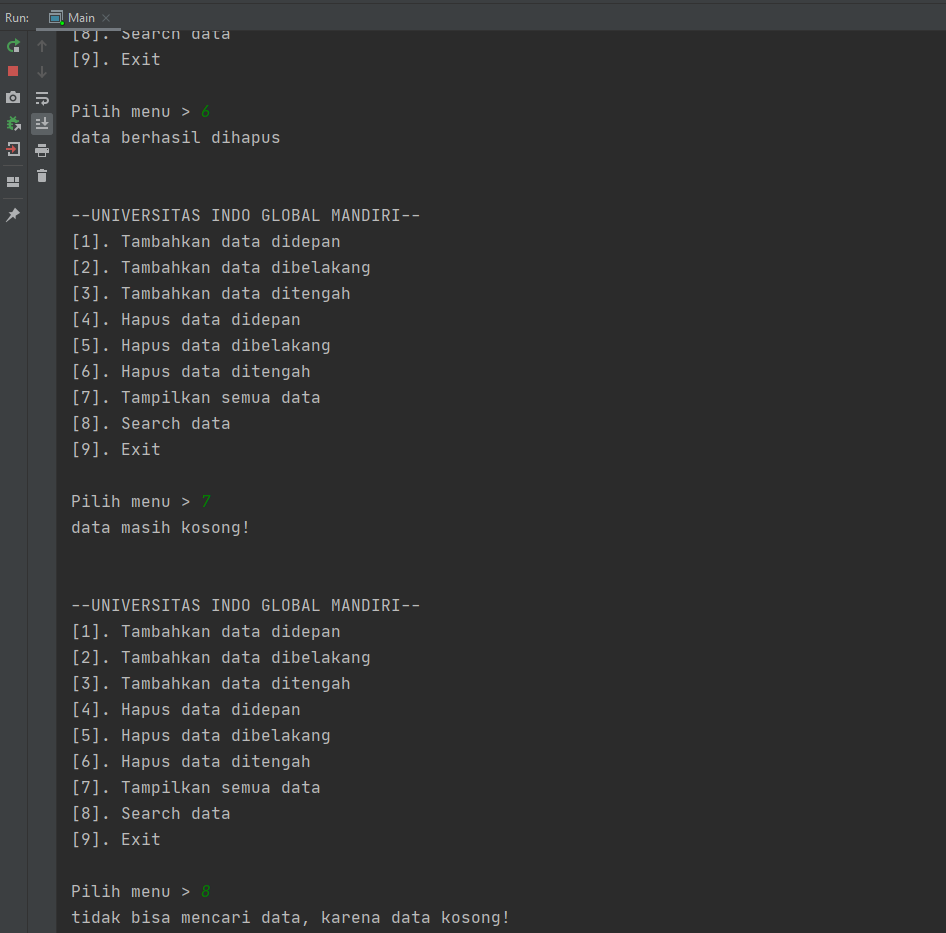 Run: Main
[8]. Search data
[9]. Exit
Pilih menu > 6
data berhasil dihapus
--UNIVERSITAS INDO GLOBAL MANDIRI--
[1]. Tambahkan data didepan
[2]. Tambahkan data dibelakang
[3]. Tambahkan data ditengah
[4]. Hapus data didepan
[5]. Hapus data dibelakang
[6]. Hapus data ditengah
[7]. Tampilkan semua data
[8]. Search data
[9]. Exit
Pilih menu > 7
data masih kosong!
--UNIVERSITAS INDO GLOBAL MANDIRI--
[1]. Tambahkan data didepan
[2]. Tambahkan data dibelakang
[3]. Tambahkan data ditengah
[4]. Hapus data didepan
[5]. Hapus data dibelakang
[6]. Hapus data ditengah
[7]. Tampilkan semua data
[8]. Search data
[9]. Exit
Pilih menu > 8
tidak bisa mencari data, karena data kosong!